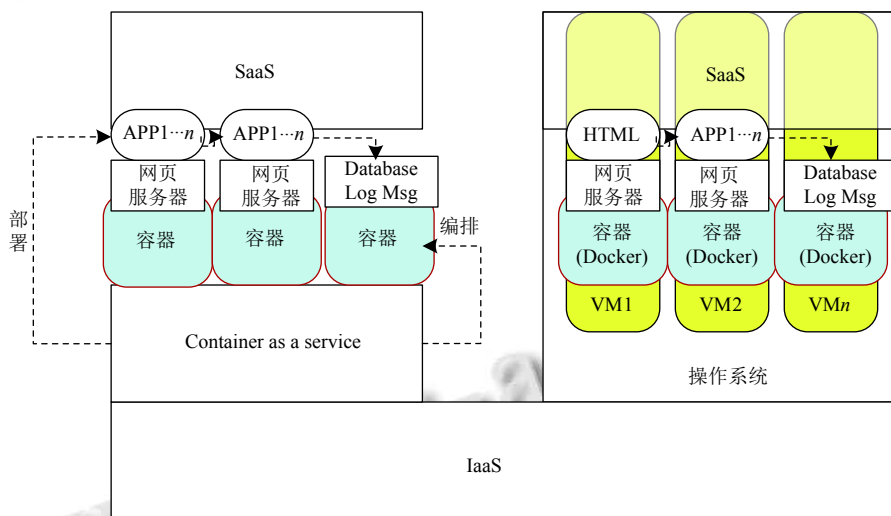 SaaS
APP1···n
APP1···n
网页
服务器
网页
服务器
Database
Log Msg
部
署
容器
容器
容器
编排
Container as a service
SaaS
HTML
APP1···n
网页
服务器
网页
服务器
Database
Log Msg
容器
(Docker)
容器
(Docker)
容器
(Docker)
VM1
VM2
VMn
操作系统
IaaS